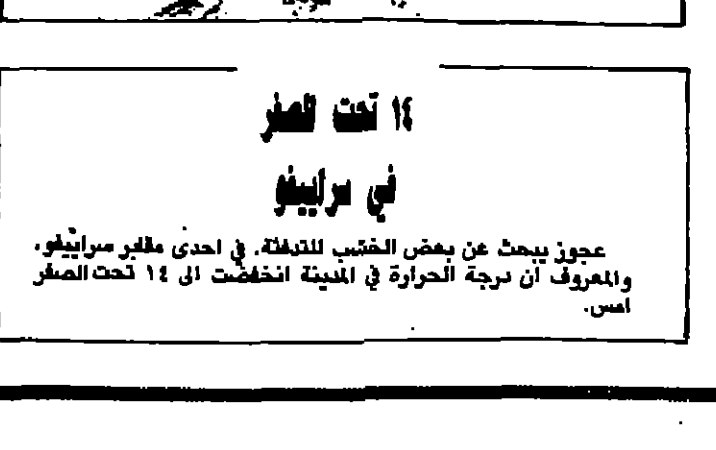 ١٤ تحت الصفر
في سراييفو
عجوز يبحث عن بعض الخشب للتدفئة، في احدى مقابر سراييفو،
والمعروف ان درجة الحرارة في المدينة انخفضت الى ١٤ تحت الصفر
امس.